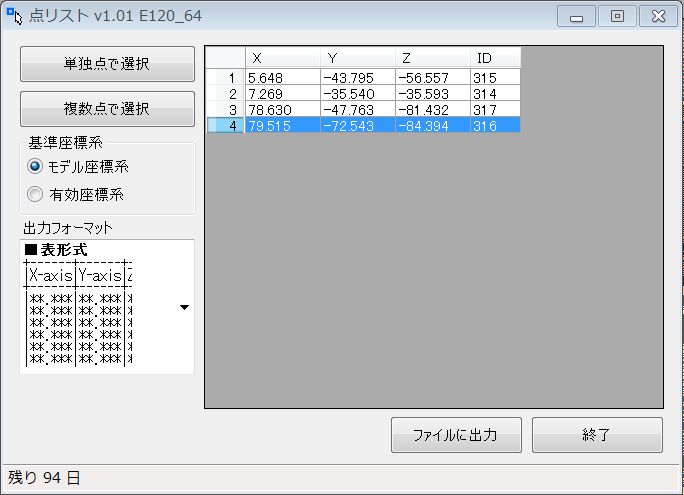 点リスト v1.01 E120_64
単独点で選択
複数点で選択
基準座標系
モデル座標系
有効座標系
出力フォーマット
■表形式
X-axis Y-axis
**.*** **.***
**.*** **.***
**.*** **.***
**.*** **.***
**.*** **.***
**.*** **.***
X Y Z ID
1 5.648 -43.795 -56.557 315
2 7.269 -35.540 -35.593 314
3 78.630 -47.763 -81.432 317
4 79.515 -72.543 -84.394 316
ファイルに出力 終了
残り 94 日